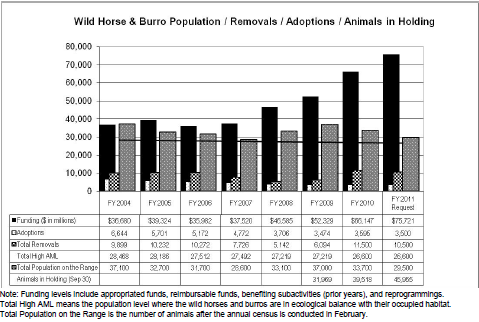 Wild Horse & Burro Population / Removals / Adoptions / Animals in Holding
80,000
70,000
60,000
50,000
40,000
30,000
20,000
10,000
0
FY2004 FY2005 FY2006 FY2007 FY2008 FY2009 FY2010 FY2011 Request
Funding ($ in millions) $36,680 $39,324 $35,982 $37,526 $46,585 $52,329 $66,147 $75,721
Adoptions 6,644 5,701 5,172 4,772 3,706 3,474 3,595 3,500
Total Removals 9,899 10,232 10,272 7,726 5,142 6,094 11,500 10,500
Total High AML 28,468 28,186 27,512 27,492 27,219 27,219 26,600 26,600
Total Population on the Range 37,100 32,700 31,700 28,600 33,100 37,000 33,700 29,500
Animals in Holding (Sep 30) 31,969 39,518 45,955
Note: Funding levels include appropriated funds, reimbursable funds, benefiting subactivities (prior years), and reprogrammings.
Total High AML means the population level where the wild horses and burros are in ecological balance with their occupied habitat.
Total Population on the Range is the number of animals after the annual census is conducted in February.